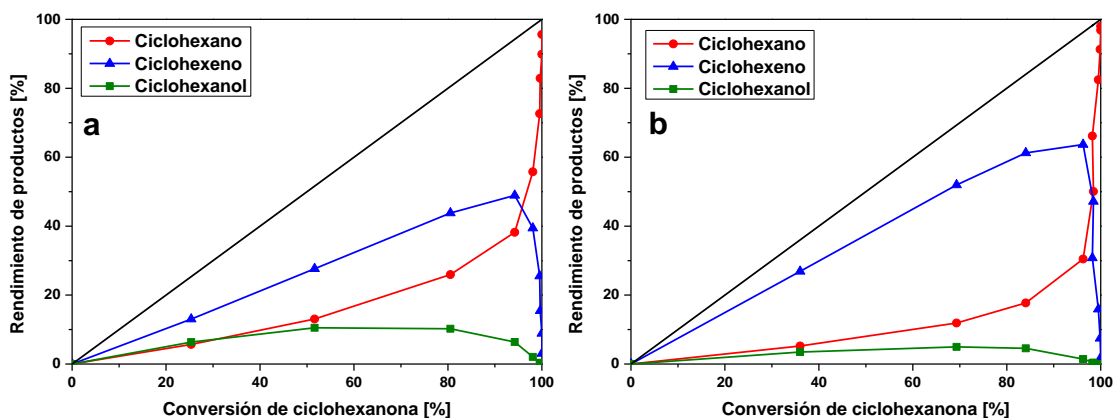 100
80
60
40
20
0
Rendimiento de productos [%]
Ciclohexano
Ciclohexeno
Ciclohexanol
a
0 20 40 60 80 100
Conversión de ciclohexanona [%]
100
80
60
40
20
0
Rendimiento de productos [%]
Ciclohexano
Ciclohexeno
Ciclohexanol
b
0 20 40 60 80 100
Conversión de ciclohexanona [%]